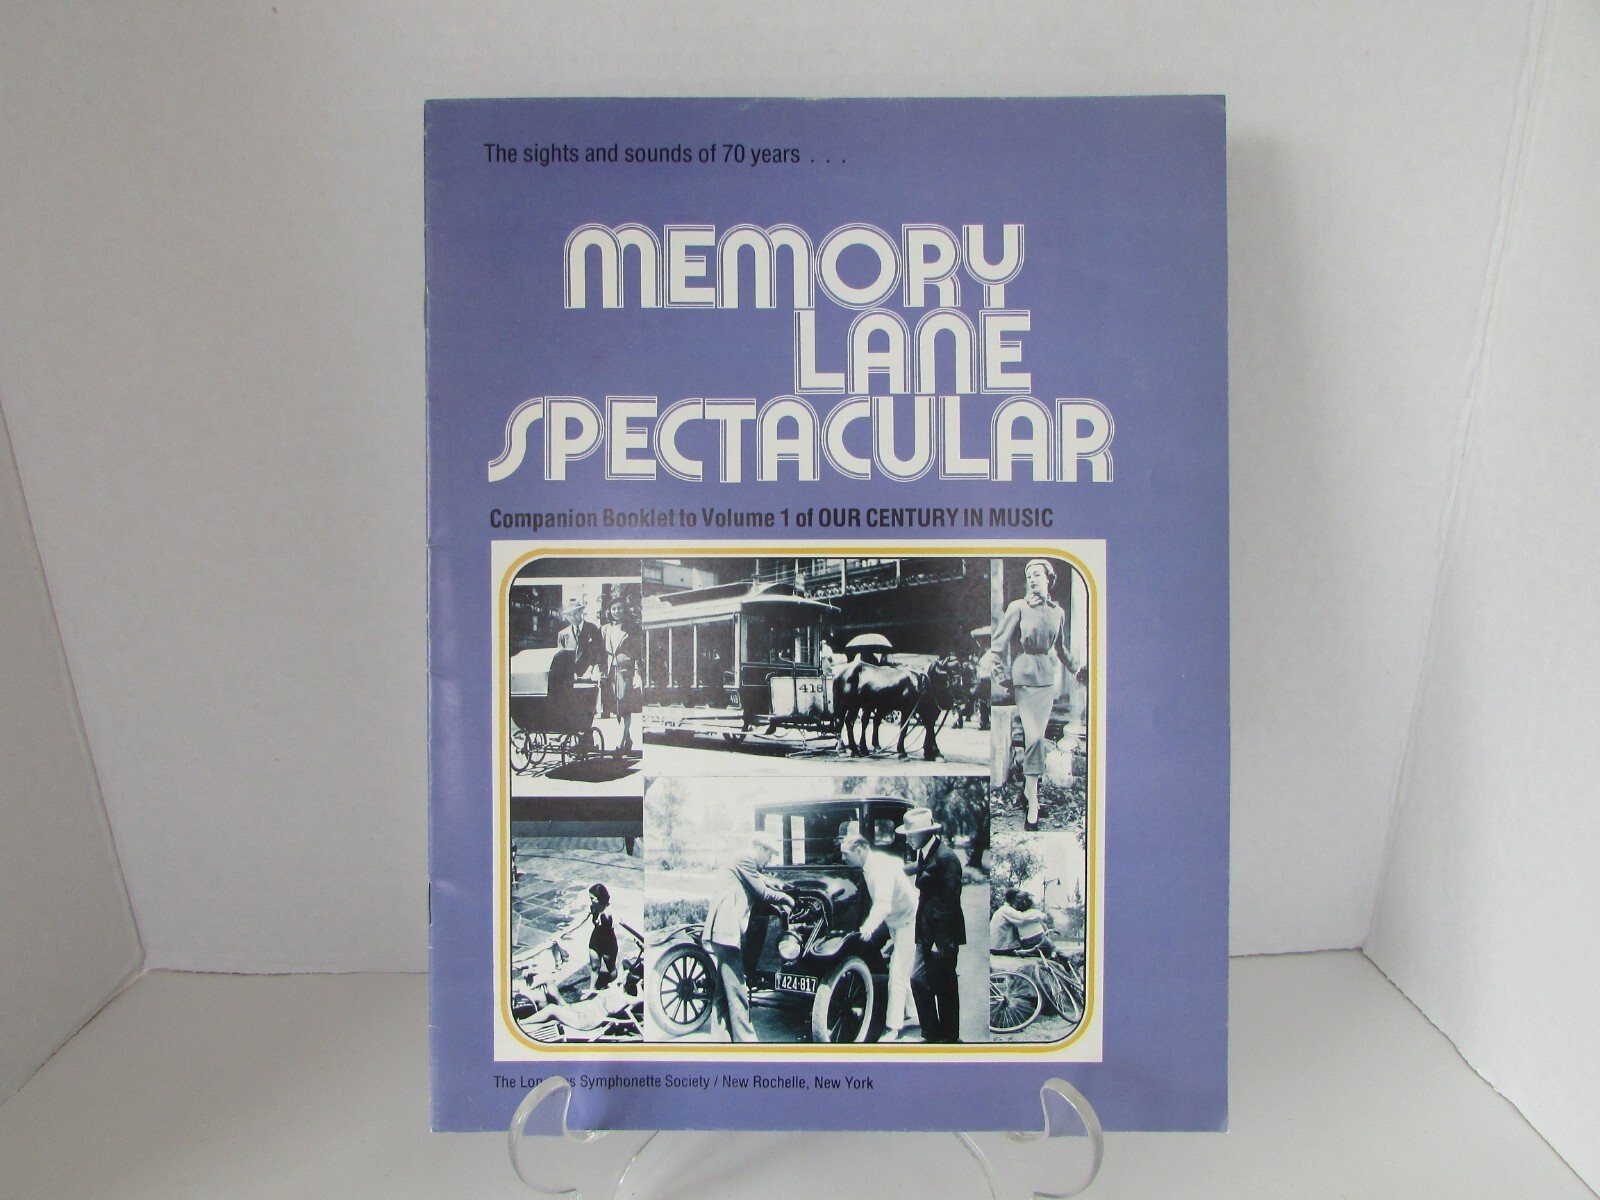 The sights and sounds of 70 years . . .
MEMORY
LANE
SPECTACULAR
Companion Booklet to Volume 1 of OUR CENTURY IN MUSIC
418
424-817
The Symphonette Society / New Rochelle, New York